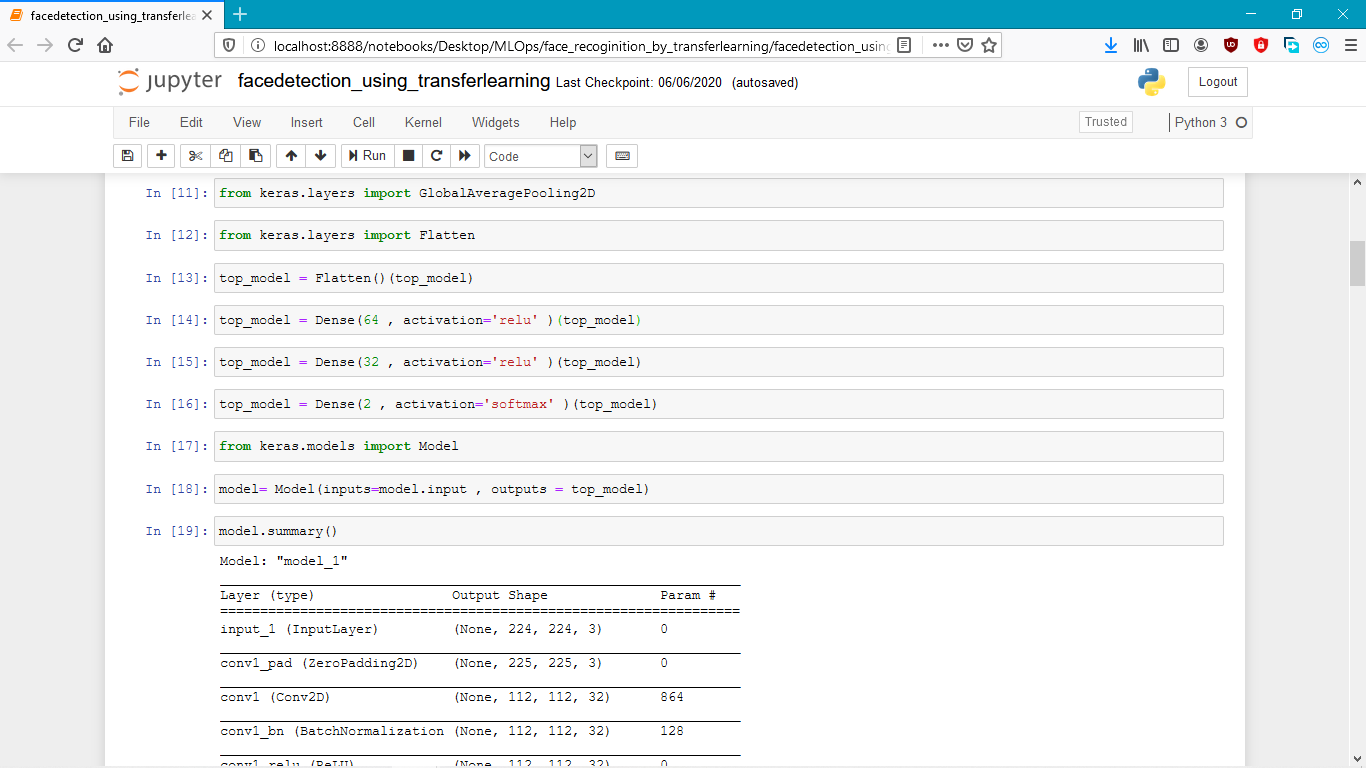 facedetection_using_transferlea
localhost:8888/notebooks/Desktop/MLOps/face_recoginition_by_transferlearning/facedetection_using
jupyter facedetection_using_transferlearning Last Checkpoint: 06/06/2020 (autosaved)
Logout
File Edit View Insert Cell Kernel Widgets Help Trusted Python 3
Run Code
In [11]: from keras.layers import GlobalAveragePooling2D
In [12]: from keras.layers import Flatten
In [13]: top_model = Flatten()(top_model)
In [14]: top_model = Dense(64 , activation='relu' )(top_model)
In [15]: top_model = Dense(32 , activation='relu' )(top_model)
In [16]: top_model = Dense(2 , activation='softmax' )(top_model)
In [17]: from keras.models import Model
In [18]: model= Model(inputs=model.input , outputs = top_model)
In [19]: model.summary()
Model: "model_1"
Layer (type) Output Shape Param #
input_1 (InputLayer) (None, 224, 224, 3) 0
conv1_pad (ZeroPadding2D) (None, 225, 225, 3) 0
conv1 (Conv2D) (None, 112, 112, 32) 864
conv1_bn (BatchNormalization (None, 112, 112, 32) 128
conv1_relu (ReLU) (None, 112, 112, 32) 0